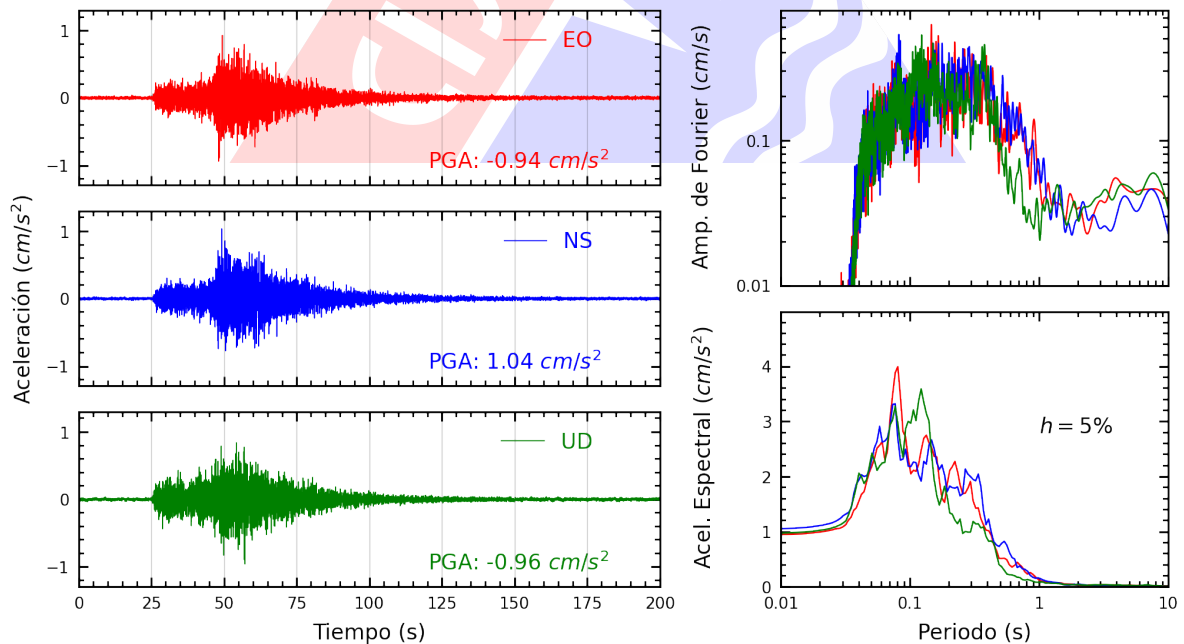 Aceleración (cm/s²)
1
0
−1
EO
PGA: -0.94 cm/s²
1
0
−1
NS
PGA: 1.04 cm/s²
1
0
−1
UD
PGA: -0.96 cm/s²
0 25 50 75 100 125 150 175 200
Tiempo (s)
Amp. de Fourier (cm/s)
0.1
0.01
Acel. Espectral (cm/s²)
4
3
2
1
0
h = 5%
0.01 0.1 1 10
Periodo (s)